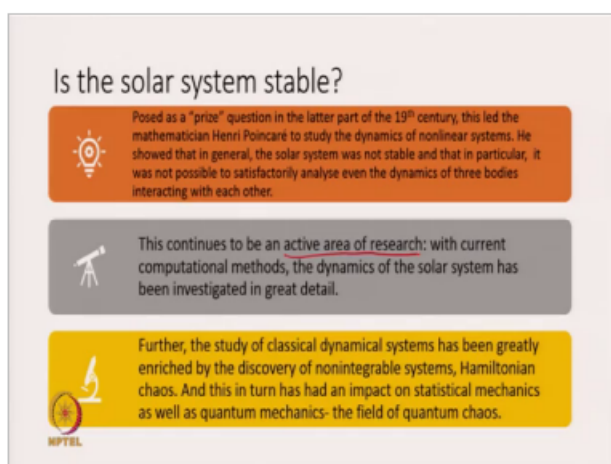 Is the solar system stable?
Posed as a "prize" question in the latter part of the 19th century, this led the
mathematician Henri Poincaré to study the dynamics of nonlinear systems. He
showed that in general, the solar system was not stable and that in particular, it
was not possible to satisfactorily analyse even the dynamics of three bodies
interacting with each other.
This continues to be an active area of research: with current
computational methods, the dynamics of the solar system has
been investigated in great detail.
Further, the study of classical dynamical systems has been greatly
enriched by the discovery of nonintegrable systems, Hamiltonian
chaos. And this in turn has had an impact on statistical mechanics
as well as quantum mechanics- the field of quantum chaos.
NPTEL